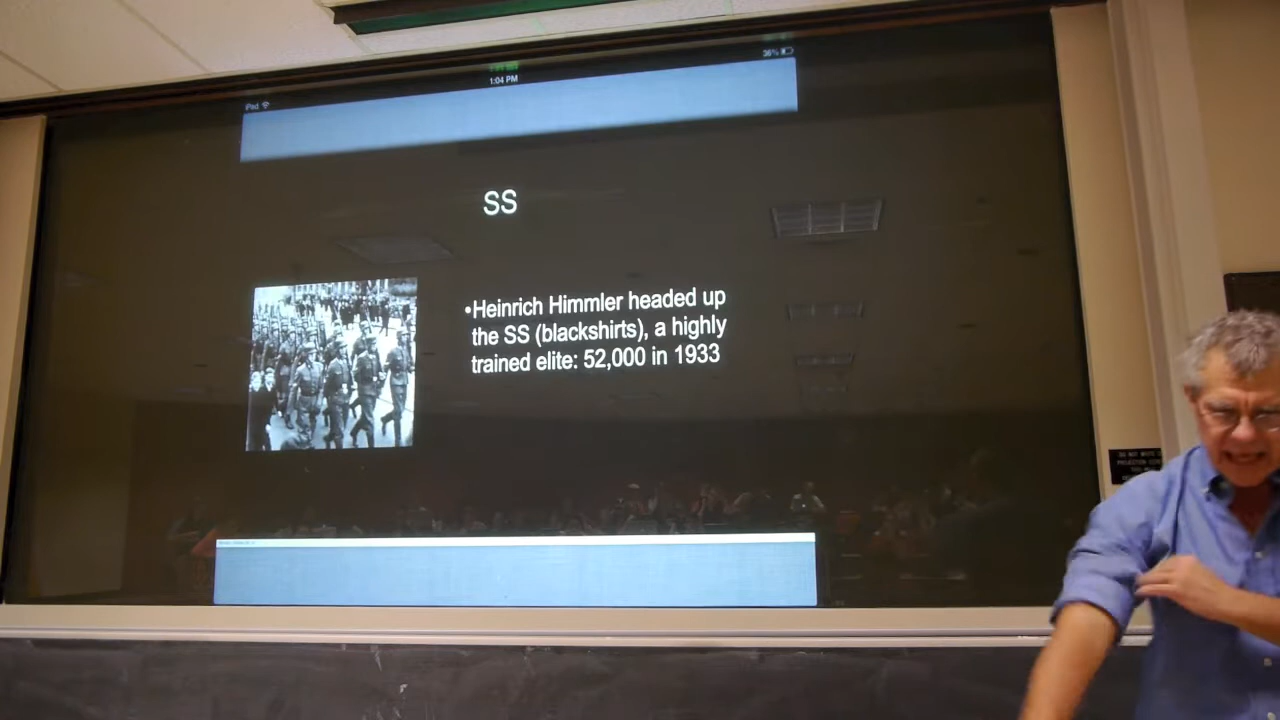 iPad
1:04 PM
36%
SS
•Heinrich Himmler headed up
the SS (blackshirts), a highly
trained elite: 52,000 in 1933